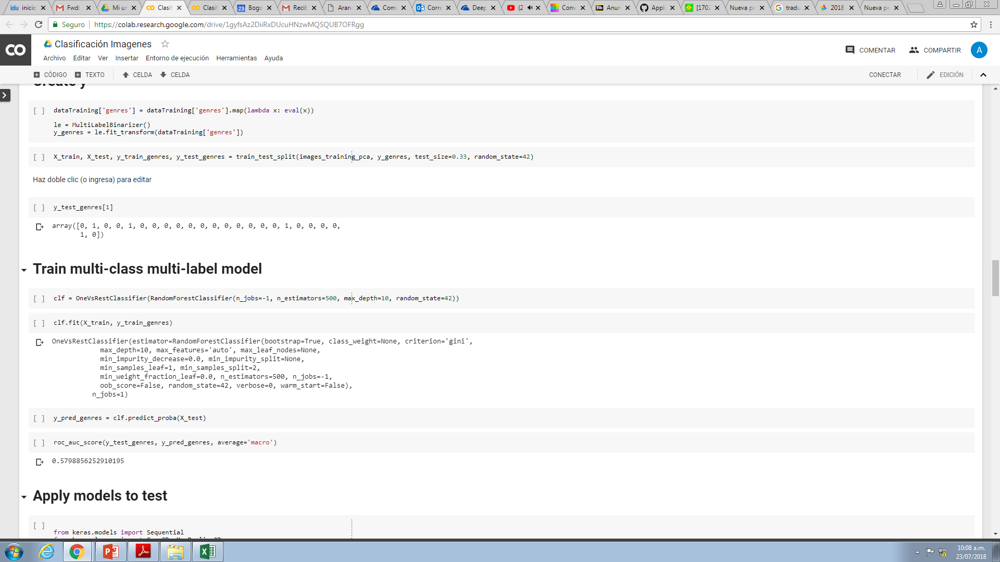 idu inicio
Fwd:
Mi un
Clasif
Clasif
23 Bogo
Recib
Aran
Com
Corre
Deep
(2
Conv
Bb Anun
Appli
[1702
Nueva pe
tradu
2018
Nueva pe
Seguro https://colab.research.google.com/drive/1gyfsAz2DiiRxDUcuHNzwMQSQUB7OFRgg
CO
Clasificación Imagenes
Archivo Editar Ver Insertar Entorno de ejecución Herramientas Ayuda
COMENTAR COMPARTIR A
CÓDIGO TEXTO CELDA CELDA CONECTAR EDICIÓN
Create y
[ ] dataTraining['genres'] = dataTraining['genres'].map(lambda x: eval(x))
le = MultiLabelBinarizer()
y_genres = le.fit_transform(dataTraining['genres'])
[ ] X_train, X_test, y_train_genres, y_test_genres = train_test_split(images_training_pca, y_genres, test_size=0.33, random_state=42)
Haz doble clic (o ingresa) para editar
[ ] y_test_genres[1]
array([0, 1, 0, 0, 1, 0, 0, 0, 0, 0, 0, 0, 0, 0, 0, 0, 0, 1, 0, 0, 0, 0,
1, 0])
Train multi-class multi-label model
[ ] clf = OneVsRestClassifier(RandomForestClassifier(n_jobs=-1, n_estimators=500, max_depth=10, random_state=42))
[ ] clf.fit(X_train, y_train_genres)
OneVsRestClassifier(estimator=RandomForestClassifier(bootstrap=True, class_weight=None, criterion='gini',
max_depth=10, max_features='auto', max_leaf_nodes=None,
min_impurity_decrease=0.0, min_impurity_split=None,
min_samples_leaf=1, min_samples_split=2,
min_weight_fraction_leaf=0.0, n_estimators=500, n_jobs=-1,
oob_score=False, random_state=42, verbose=0, warm_start=False),
n_jobs=1)
[ ] y_pred_genres = clf.predict_proba(X_test)
[ ] roc_auc_score(y_test_genres, y_pred_genres, average='macro')
0.5798856252910195
Apply models to test
[ ]
from keras.models import Sequential
10:08 a.m.
23/07/2018